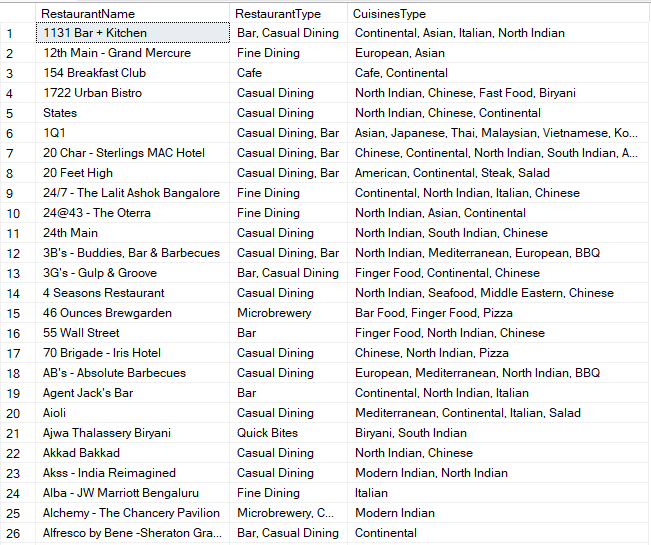 RestaurantName RestaurantType CuisinesType
1 1131 Bar + Kitchen Bar, Casual Dining Continental, Asian, Italian, North Indian
2 12th Main - Grand Mercure Fine Dining European, Asian
3 154 Breakfast Club Cafe Cafe, Continental
4 1722 Urban Bistro Casual Dining North Indian, Chinese, Fast Food, Biryani
5 States Casual Dining North Indian, Chinese, Continental
6 1Q1 Casual Dining, Bar Asian, Japanese, Thai, Malaysian, Vietnamese, Ko...
7 20 Char - Sterlings MAC Hotel Casual Dining, Bar Chinese, Continental, North Indian, South Indian, A...
8 20 Feet High Casual Dining, Bar American, Continental, Steak, Salad
9 24/7 - The Lalit Ashok Bangalore Fine Dining Continental, North Indian, Italian, Chinese
10 24@43 - The Oterra Fine Dining North Indian, Asian, Continental
11 24th Main Casual Dining North Indian, South Indian, Chinese
12 3B's - Buddies, Bar & Barbecues Casual Dining, Bar North Indian, Mediterranean, European, BBQ
13 3G's - Gulp & Groove Bar, Casual Dining Finger Food, Continental, Chinese
14 4 Seasons Restaurant Casual Dining North Indian, Seafood, Middle Eastern, Chinese
15 46 Ounces Brewgarden Microbrewery Bar Food, Finger Food, Pizza
16 55 Wall Street Bar Finger Food, North Indian, Chinese
17 70 Brigade - Iris Hotel Casual Dining Chinese, North Indian, Pizza
18 AB's - Absolute Barbecues Casual Dining European, Mediterranean, North Indian, BBQ
19 Agent Jack's Bar Bar Continental, North Indian, Italian
20 Aioli Casual Dining Mediterranean, Continental, Italian, Salad
21 Ajwa Thalassery Biryani Quick Bites Biryani, South Indian
22 Akkad Bakkad Casual Dining North Indian, Chinese
23 Akss - India Reimagined Casual Dining Modern Indian, North Indian
24 Alba - JW Marriott Bengaluru Fine Dining Italian
25 Alchemy - The Chancery Pavilion Microbrewery, C... Modern Indian
26 Alfresco by Bene -Sheraton Gra... Bar, Casual Dining Continental